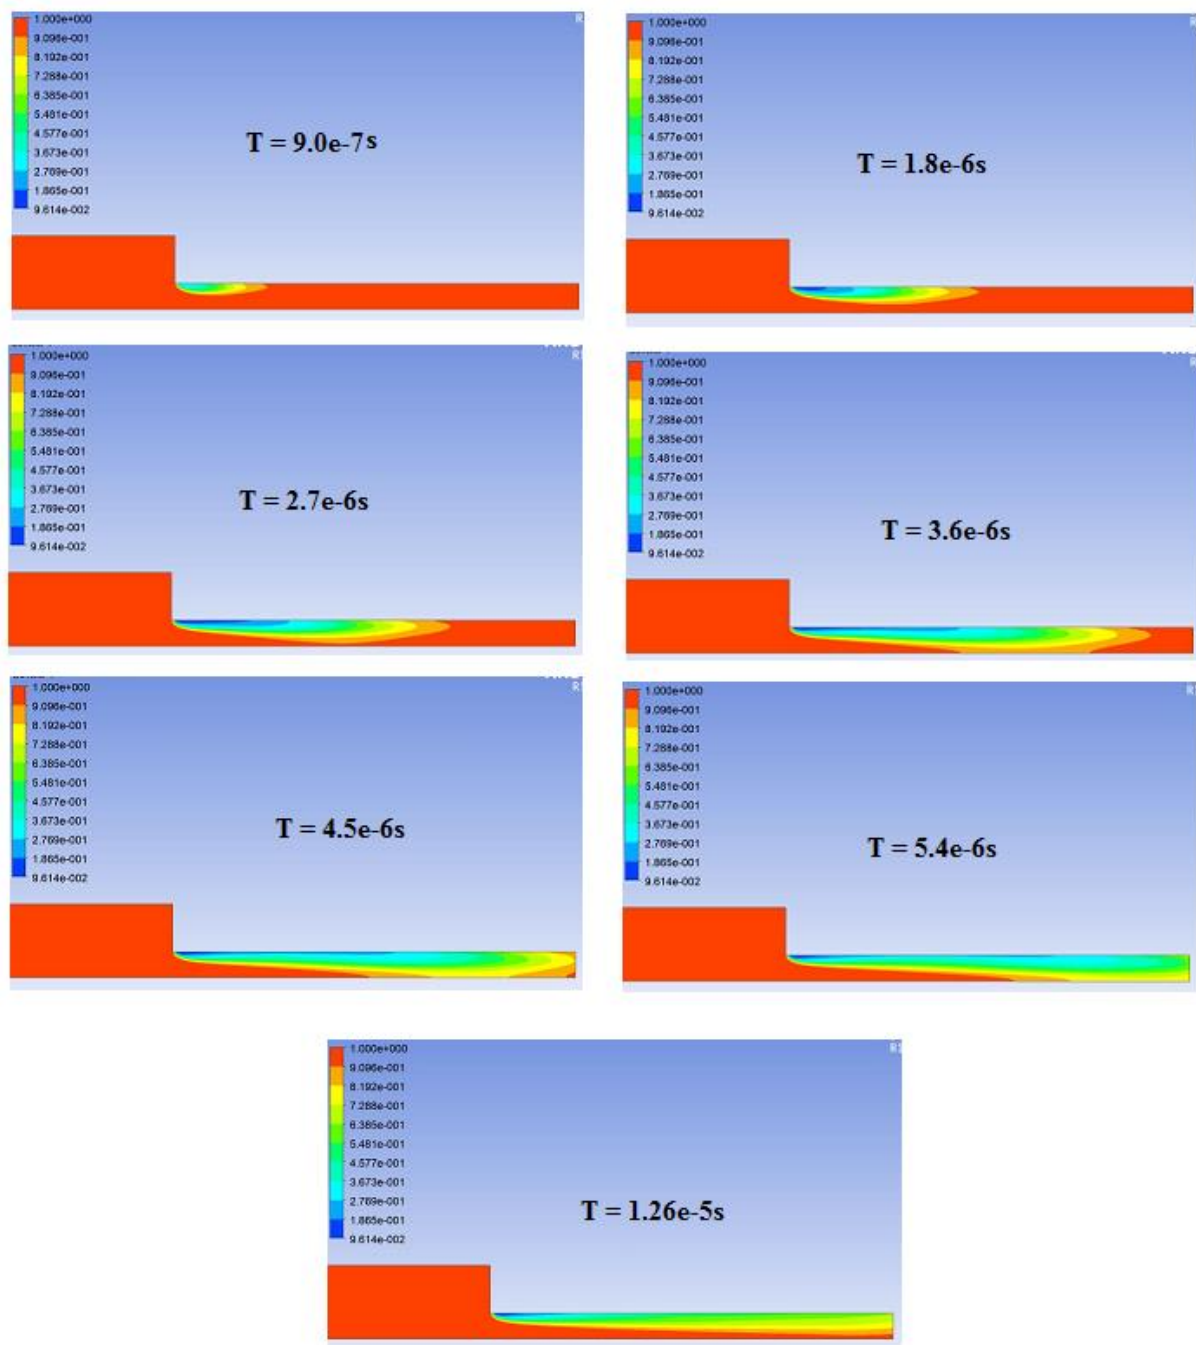 1.000e+000
9.096e-001
8.192e-001
7.288e-001
6.385e-001
5.481e-001
4.577e-001
3.673e-001
2.769e-001
1.865e-001
9.614e-002
R
T = 9.0e-7s
1.000e+000
9.096e-001
8.192e-001
7.288e-001
6.385e-001
5.481e-001
4.577e-001
3.673e-001
2.769e-001
1.865e-001
9.614e-002
R
T = 1.8e-6s
1.000e+000
9.096e-001
8.192e-001
7.288e-001
6.385e-001
5.481e-001
4.577e-001
3.673e-001
2.769e-001
1.865e-001
9.614e-002
R
T = 2.7e-6s
1.000e+000
9.096e-001
8.192e-001
7.288e-001
6.385e-001
5.481e-001
4.577e-001
3.673e-001
2.769e-001
1.865e-001
9.614e-002
R
T = 3.6e-6s
1.000e+000
9.096e-001
8.192e-001
7.288e-001
6.385e-001
5.481e-001
4.577e-001
3.673e-001
2.769e-001
1.865e-001
9.614e-002
R
T = 4.5e-6s
1.000e+000
9.096e-001
8.192e-001
7.288e-001
6.385e-001
5.481e-001
4.577e-001
3.673e-001
2.769e-001
1.865e-001
9.614e-002
R
T = 5.4e-6s
1.000e+000
9.096e-001
8.192e-001
7.288e-001
6.385e-001
5.481e-001
4.577e-001
3.673e-001
2.769e-001
1.865e-001
9.614e-002
R1
T = 1.26e-5s